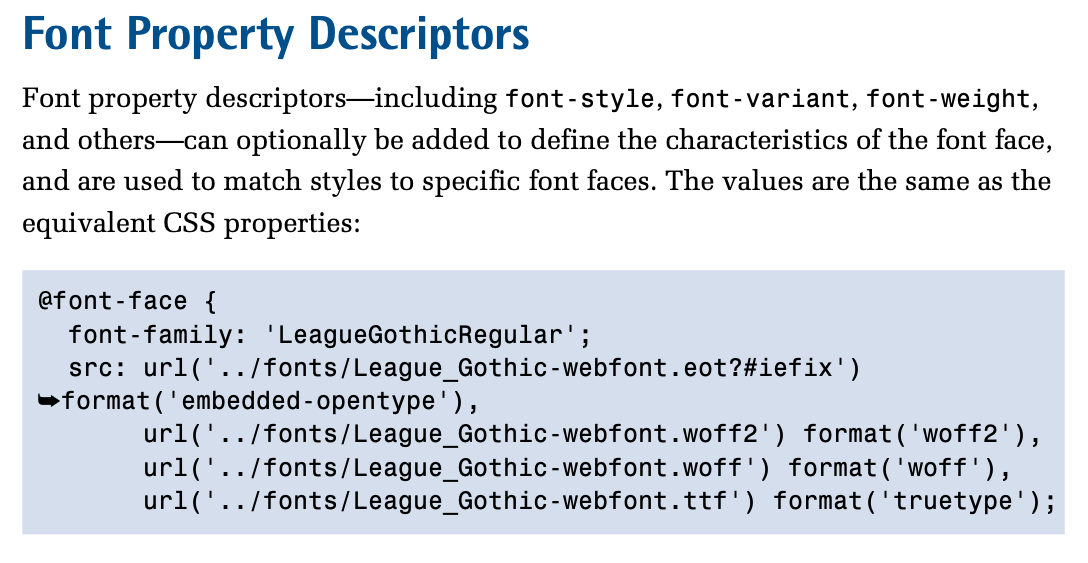 Font Property Descriptors
Font property descriptors—including font-style, font-variant, font-weight,
and others—can optionally be added to define the characteristics of the font face,
and are used to match styles to specific font faces. The values are the same as the
equivalent CSS properties:
@font-face {
  font-family: 'LeagueGothicRegular';
  src: url('../fonts/League_Gothic-webfont.eot?#iefix')
➥format('embedded-opentype'),
       url('../fonts/League_Gothic-webfont.woff2') format('woff2'),
       url('../fonts/League_Gothic-webfont.woff') format('woff'),
       url('../fonts/League_Gothic-webfont.ttf') format('truetype');